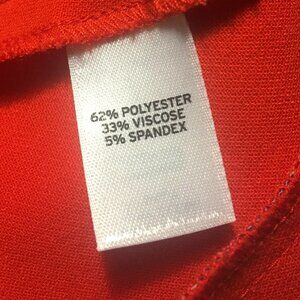 62% POLYESTER
33% VISCOSE
5% SPANDEX